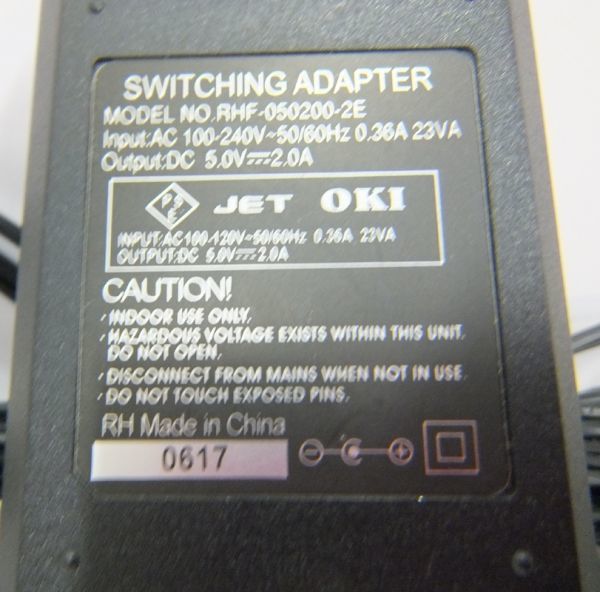 SWITCHING ADAPTER
MODEL NO.RHF-050200-2E
Input:AC 100-240V~50/60Hz 0.36A 23VA
Output:DC 5.0V⎓2.0A
PSE JET OKI
INPUT:AC100-120V~50/60Hz 0.36A 23VA
OUTPUT:DC 5.0V⎓2.0A
CAUTION!
· INDOOR USE ONLY.
· HAZARDOUS VOLTAGE EXISTS WITHIN THIS UNIT.
DO NOT OPEN.
· DISCONNECT FROM MAINS WHEN NOT IN USE.
· DO NOT TOUCH EXPOSED PINS.
RH Made in China
0617